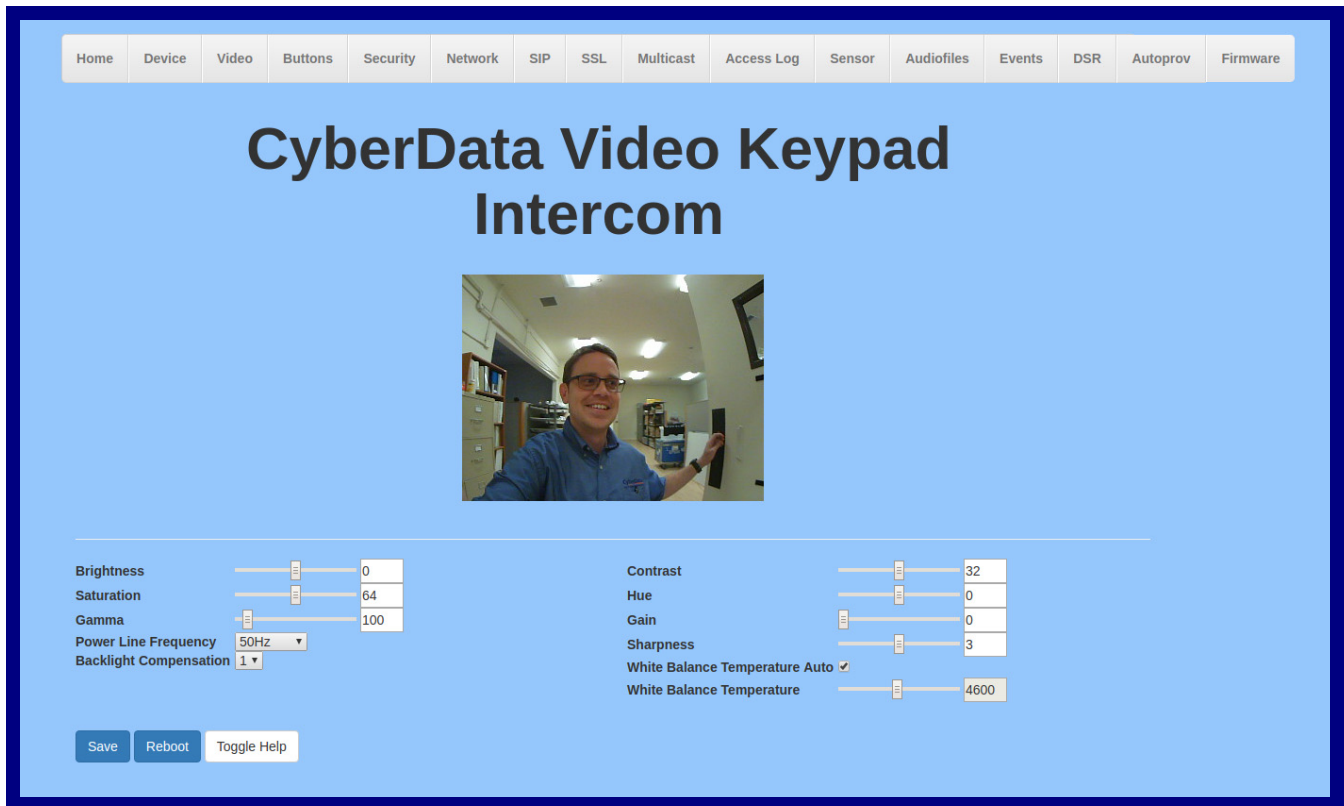 Home Device Video Buttons Security Network SIP SSL Multicast Access Log Sensor Audiofiles Events DSR Autoprov Firmware
CyberData Video Keypad
Intercom
Brightness 0
Saturation 64
Gamma 100
Power Line Frequency 50Hz
Backlight Compensation 1
Contrast 32
Hue 0
Gain 0
Sharpness 3
White Balance Temperature Auto
White Balance Temperature 4600
Save Reboot Toggle Help